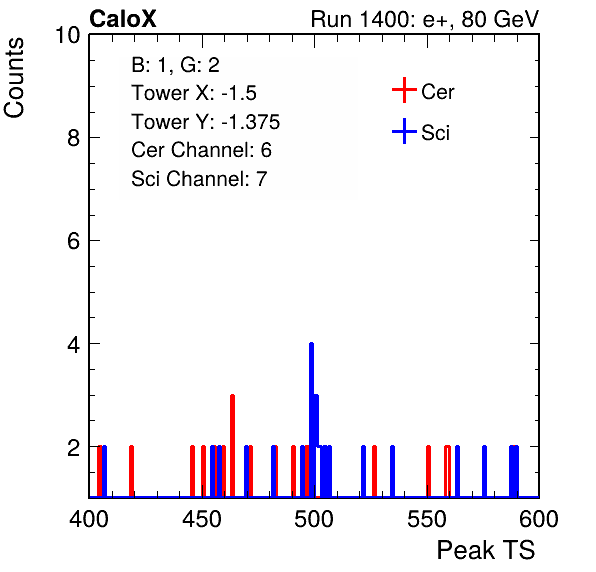 CaloX Run 1400: e+, 80 GeV
Counts
B: 1, G: 2
Tower X: -1.5
Tower Y: -1.375
Cer Channel: 6
Sci Channel: 7
Cer
Sci
10
8
6
4
2
400 450 500 550 600
Peak TS